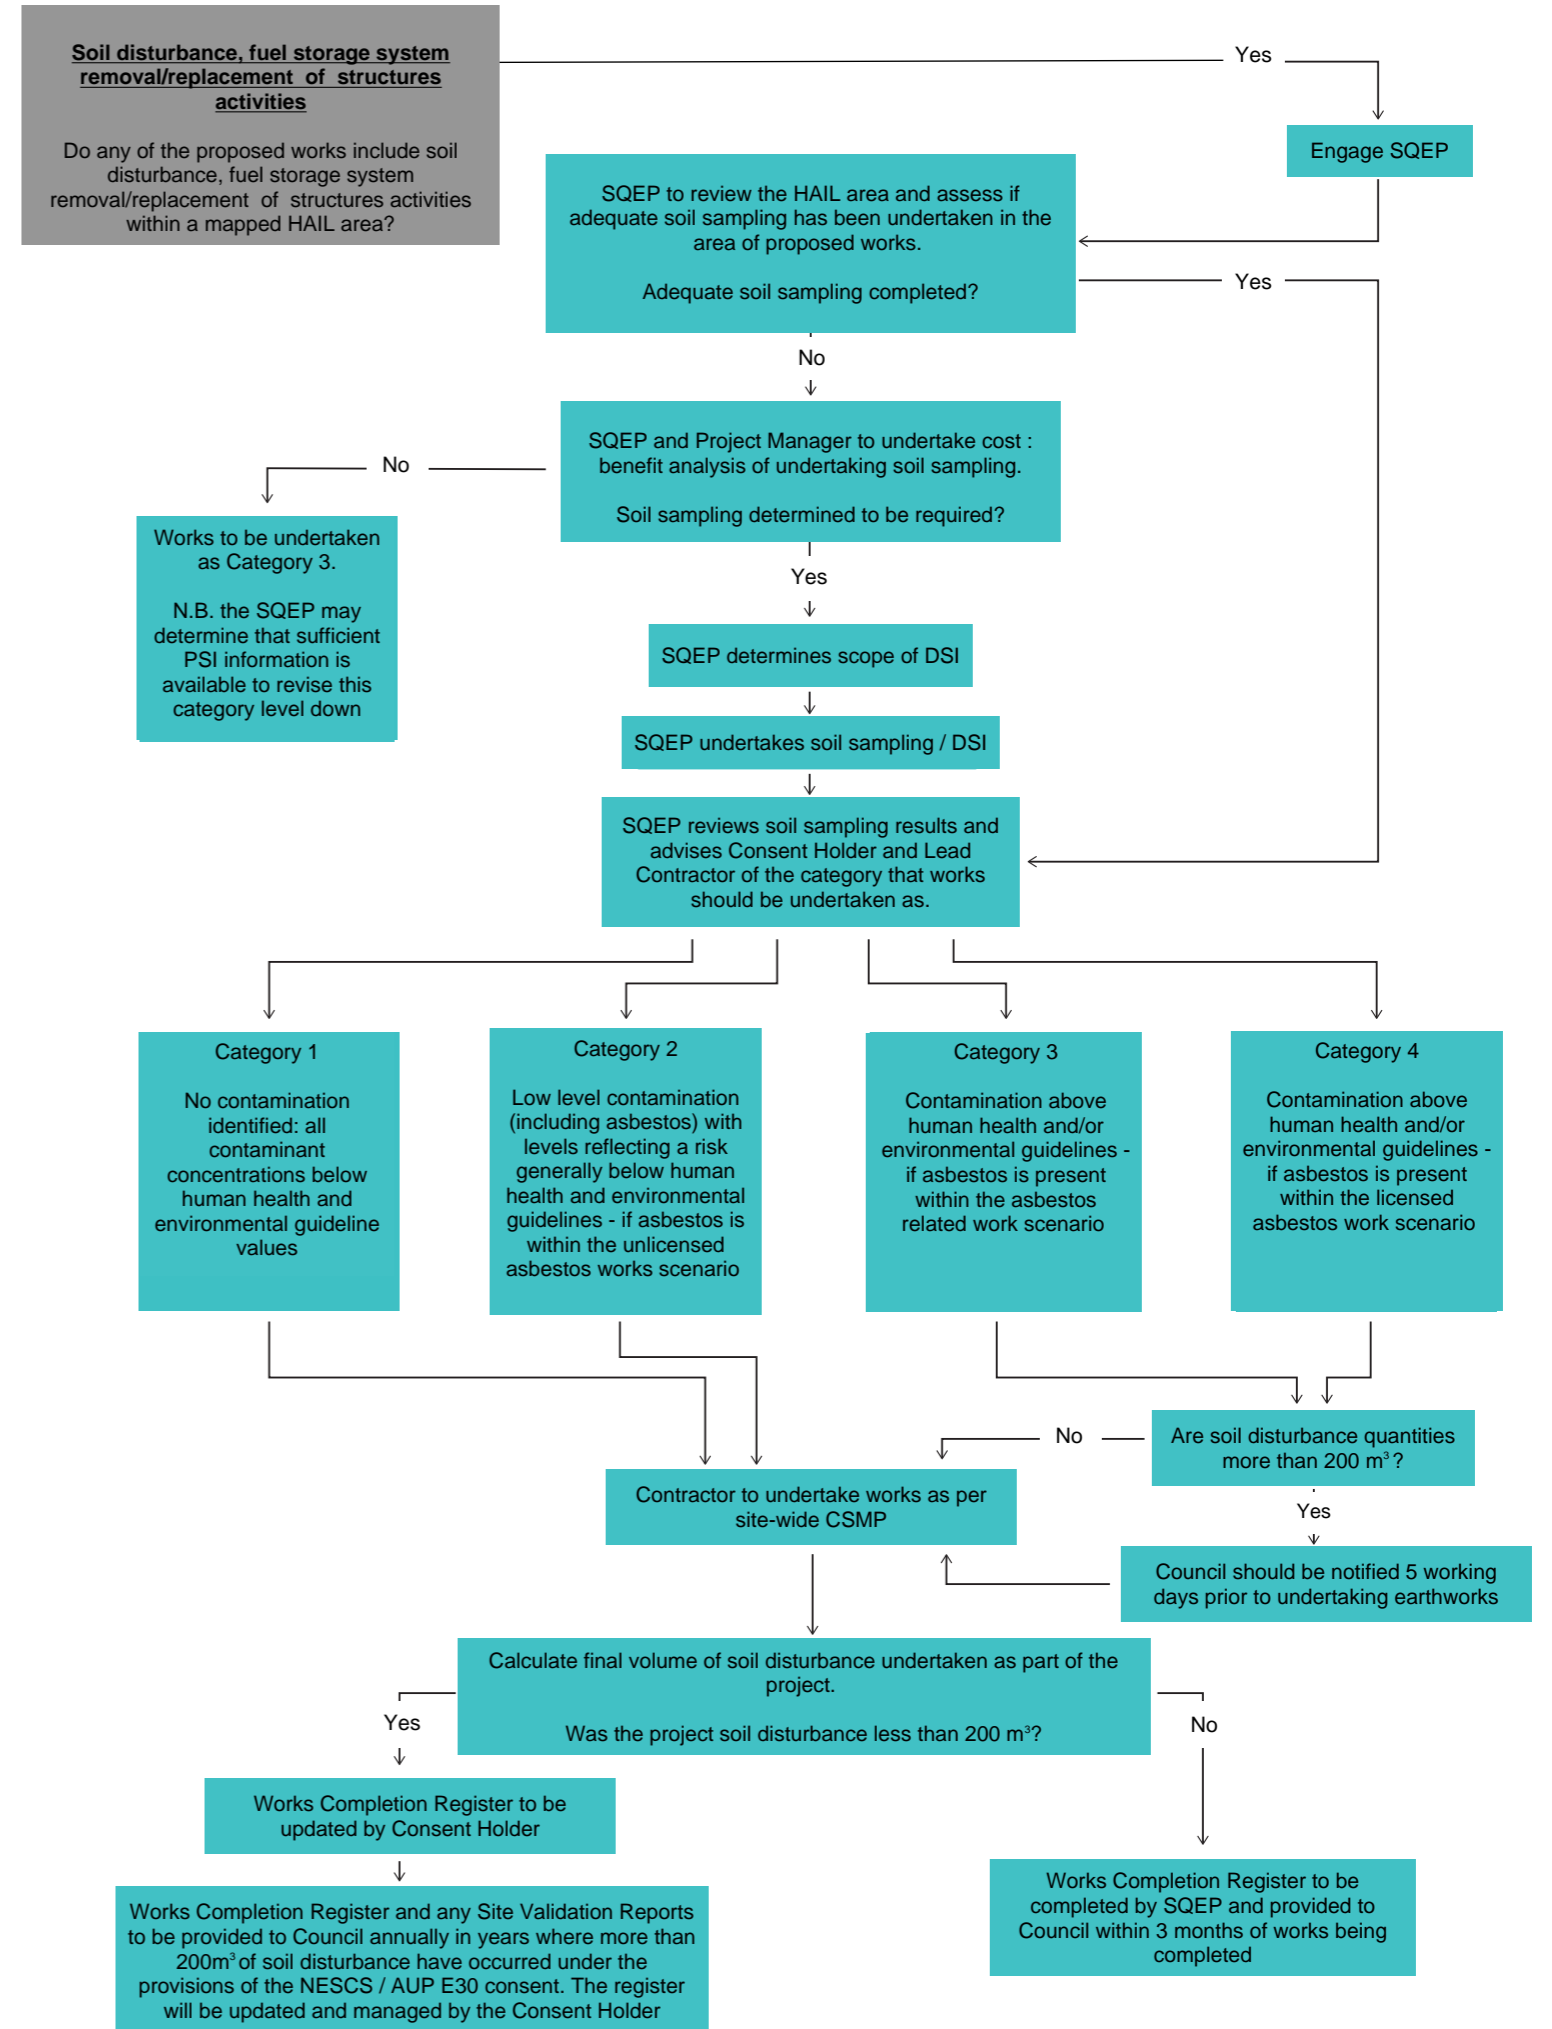 Soil disturbance, fuel storage system
removal/replacement of structures
activities
Do any of the proposed works include soil
disturbance, fuel storage system
removal/replacement of structures activities
within a mapped HAIL area?
Yes
Engage SQEP
SQEP to review the HAIL area and assess if
adequate soil sampling has been undertaken in the
area of proposed works.
Adequate soil sampling completed?
Yes
No
SQEP and Project Manager to undertake cost :
benefit analysis of undertaking soil sampling.
Soil sampling determined to be required?
No
Works to be undertaken
as Category 3.
N.B. the SQEP may
determine that sufficient
PSI information is
available to revise this
category level down
Yes
SQEP determines scope of DSI
SQEP undertakes soil sampling / DSI
SQEP reviews soil sampling results and
advises Consent Holder and Lead
Contractor of the category that works
should be undertaken as.
Category 1
No contamination
identified: all
contaminant
concentrations below
human health and
environmental guideline
values
Category 2
Low level contamination
(including asbestos) with
levels reflecting a risk
generally below human
health and environmental
guidelines - if asbestos is
within the unlicensed
asbestos works scenario
Category 3
Contamination above
human health and/or
environmental guidelines -
if asbestos is present
within the asbestos
related work scenario
Category 4
Contamination above
human health and/or
environmental guidelines -
if asbestos is present
within the licensed
asbestos work scenario
Are soil disturbance quantities
more than 200 m³?
No
Yes
Contractor to undertake works as per
site-wide CSMP
Council should be notified 5 working
days prior to undertaking earthworks
Calculate final volume of soil disturbance undertaken as part of the
project.
Was the project soil disturbance less than 200 m³?
Yes
No
Works Completion Register to be
updated by Consent Holder
Works Completion Register and any Site Validation Reports
to be provided to Council annually in years where more than
200m³ of soil disturbance have occurred under the
provisions of the NESCS / AUP E30 consent. The register
will be updated and managed by the Consent Holder
Works Completion Register to be
completed by SQEP and provided to
Council within 3 months of works being
completed